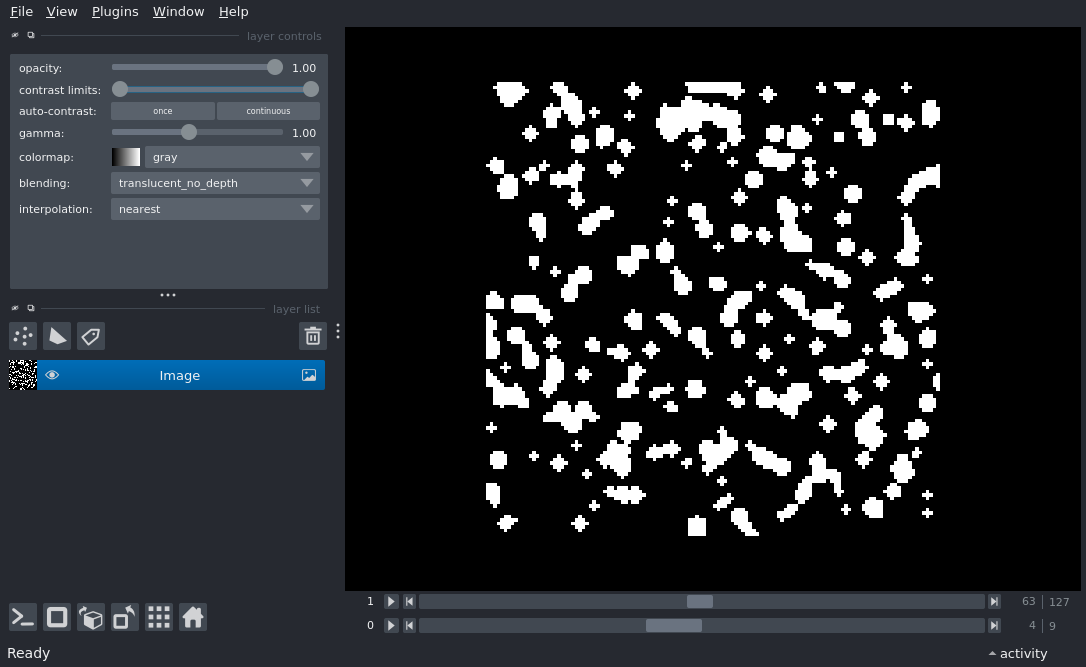 File View Plugins Window Help
layer controls
opacity: 1.00
contrast limits:
auto-contrast: once continuous
gamma: 1.00
colormap: gray
blending: translucent_no_depth
interpolation: nearest
layer list
Image
1 63 127
0 4 9
Ready activity